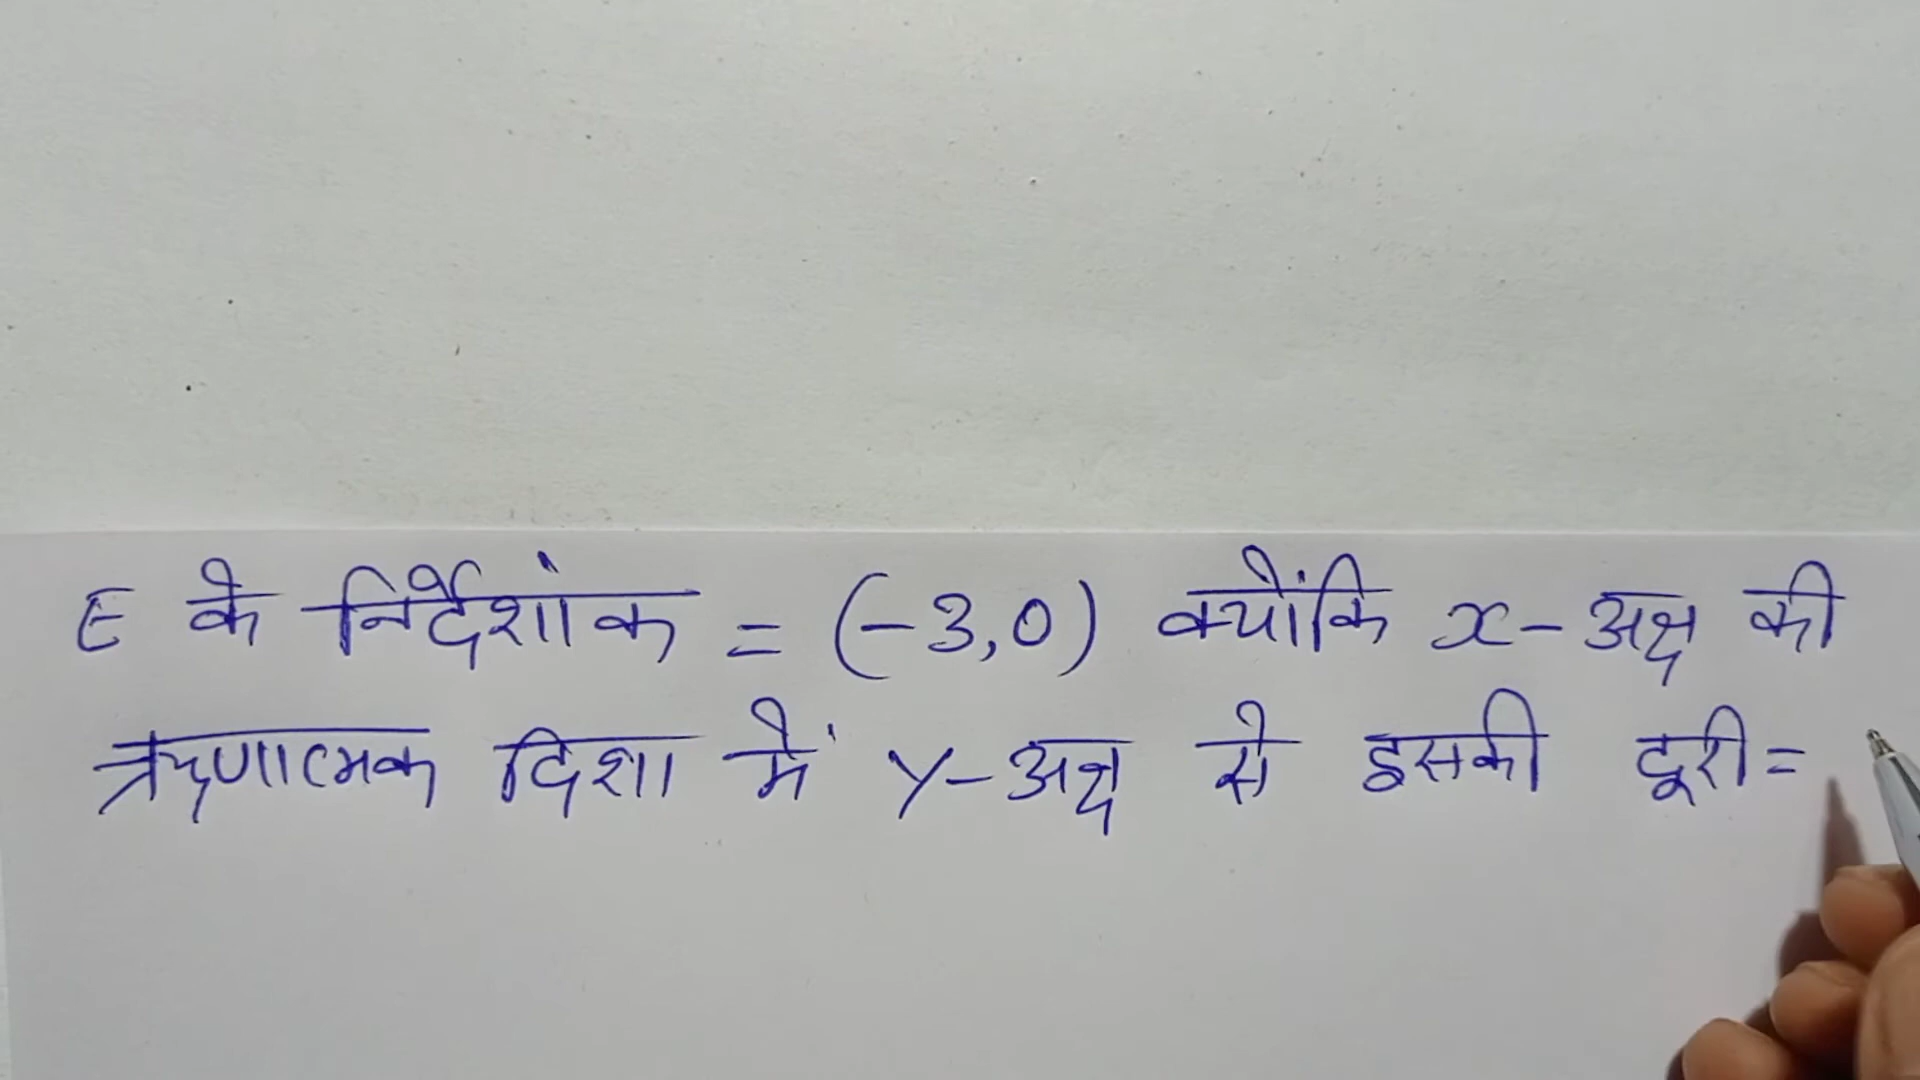 E के निर्देशांक = (-3,0) क्योंकि x-अक्ष की
ऋणात्मक दिशा में y-अक्ष से इसकी दूरी =